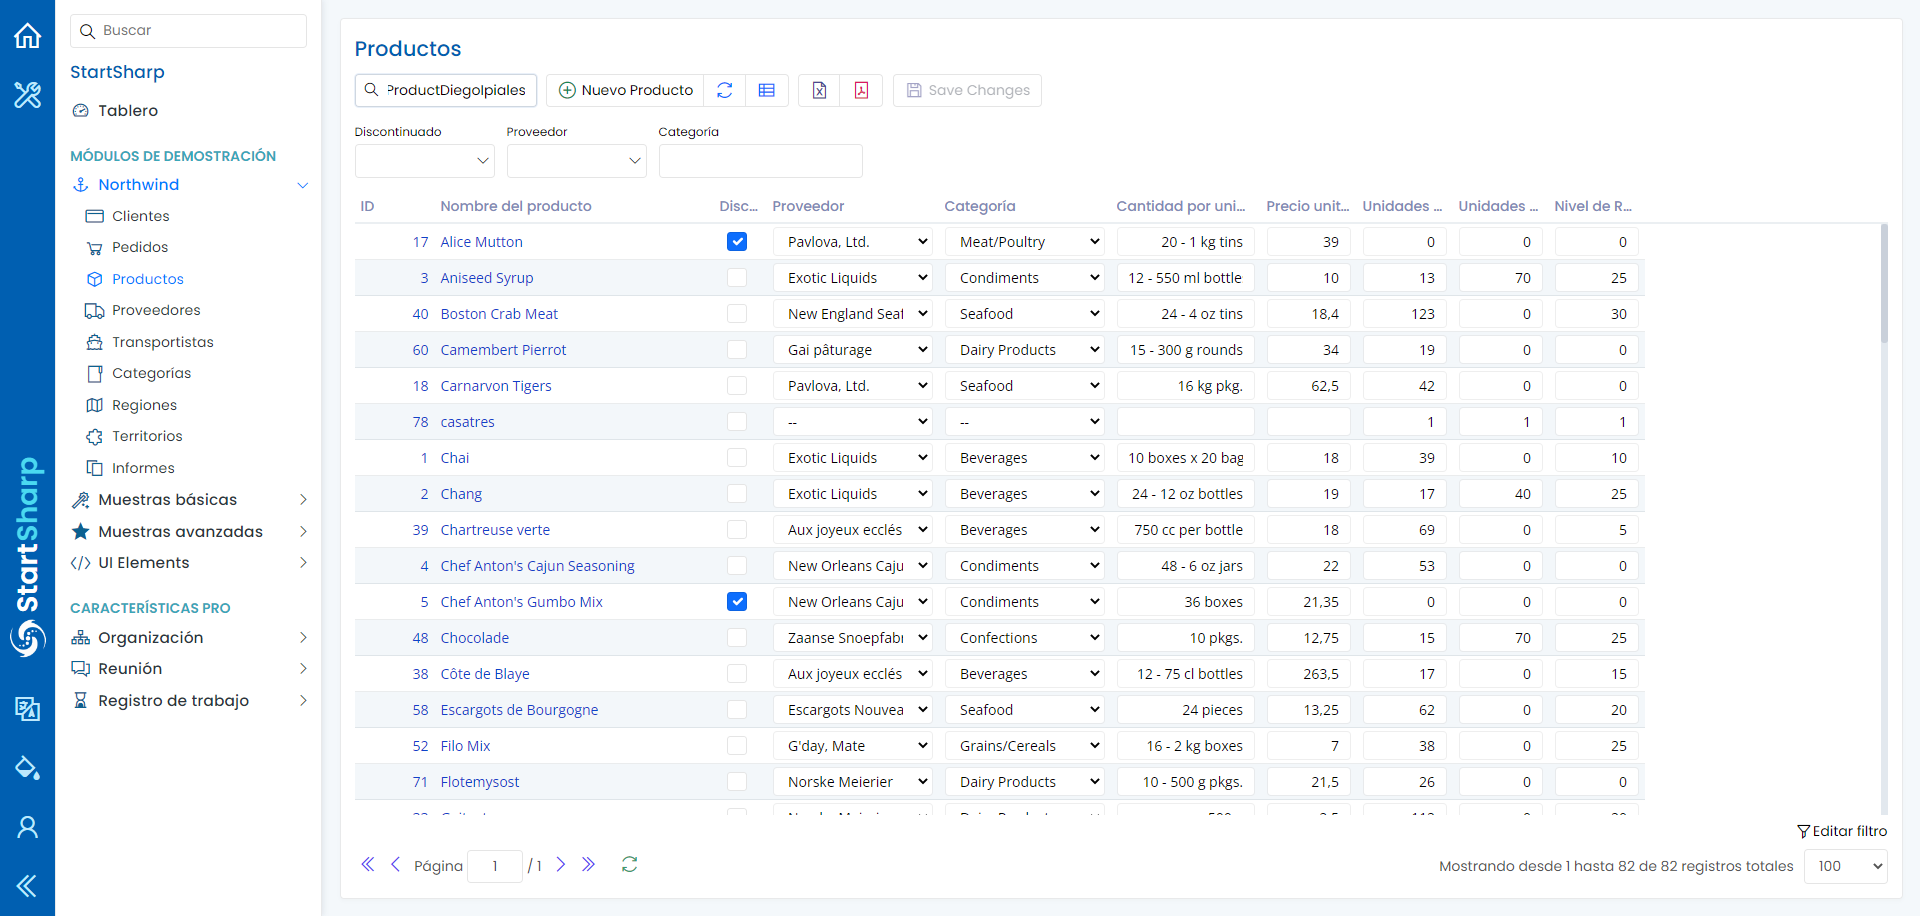 Buscar
StartSharp
Tablero
MÓDULOS DE DEMOSTRACIÓN
Northwind
Clientes
Pedidos
Productos
Proveedores
Transportistas
Categorías
Regiones
Territorios
Informes
Muestras básicas
Muestras avanzadas
UI Elements
CARACTERÍSTICAS PRO
Organización
Reunión
Registro de trabajo
StartSharp
Productos
ProductDiegoIpiales Nuevo Producto Save Changes
Discontinuado Proveedor Categoría
ID Nombre del producto Disc... Proveedor Categoría Cantidad por uni... Precio unit... Unidades ... Unidades ... Nivel de R...
17 Alice Mutton Pavlova, Ltd. Meat/Poultry 20 - 1 kg tins 39 0 0 0
3 Aniseed Syrup Exotic Liquids Condiments 12 - 550 ml bottle 10 13 70 25
40 Boston Crab Meat New England Seaf Seafood 24 - 4 oz tins 18,4 123 0 30
60 Camembert Pierrot Gai pâturage Dairy Products 15 - 300 g rounds 34 19 0 0
18 Carnarvon Tigers Pavlova, Ltd. Seafood 16 kg pkg. 62,5 42 0 0
78 casatres -- -- 1 1 1
1 Chai Exotic Liquids Beverages 10 boxes x 20 bag 18 39 0 10
2 Chang Exotic Liquids Beverages 24 - 12 oz bottles 19 17 40 25
39 Chartreuse verte Aux joyeux ecclés Beverages 750 cc per bottle 18 69 0 5
4 Chef Anton's Cajun Seasoning New Orleans Caju Condiments 48 - 6 oz jars 22 53 0 0
5 Chef Anton's Gumbo Mix New Orleans Caju Condiments 36 boxes 21,35 0 0 0
48 Chocolade Zaanse Snoepfabr Confections 10 pkgs. 12,75 15 70 25
38 Côte de Blaye Aux joyeux ecclés Beverages 12 - 75 cl bottles 263,5 17 0 15
58 Escargots de Bourgogne Escargots Nouvea Seafood 24 pieces 13,25 62 0 20
52 Filo Mix G'day, Mate Grains/Cereals 16 - 2 kg boxes 7 38 0 25
71 Flotemysost Norske Meierier Dairy Products 10 - 500 g pkgs. 21,5 26 0 0
Editar filtro
Página 1 / 1 Mostrando desde 1 hasta 82 de 82 registros totales 100